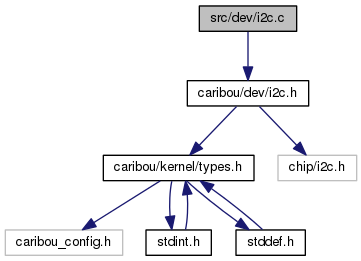 src/dev/i2c.c
caribou/dev/i2c.h
caribou/kernel/types.h
chip/i2c.h
caribou_config.h
stdint.h
stddef.h